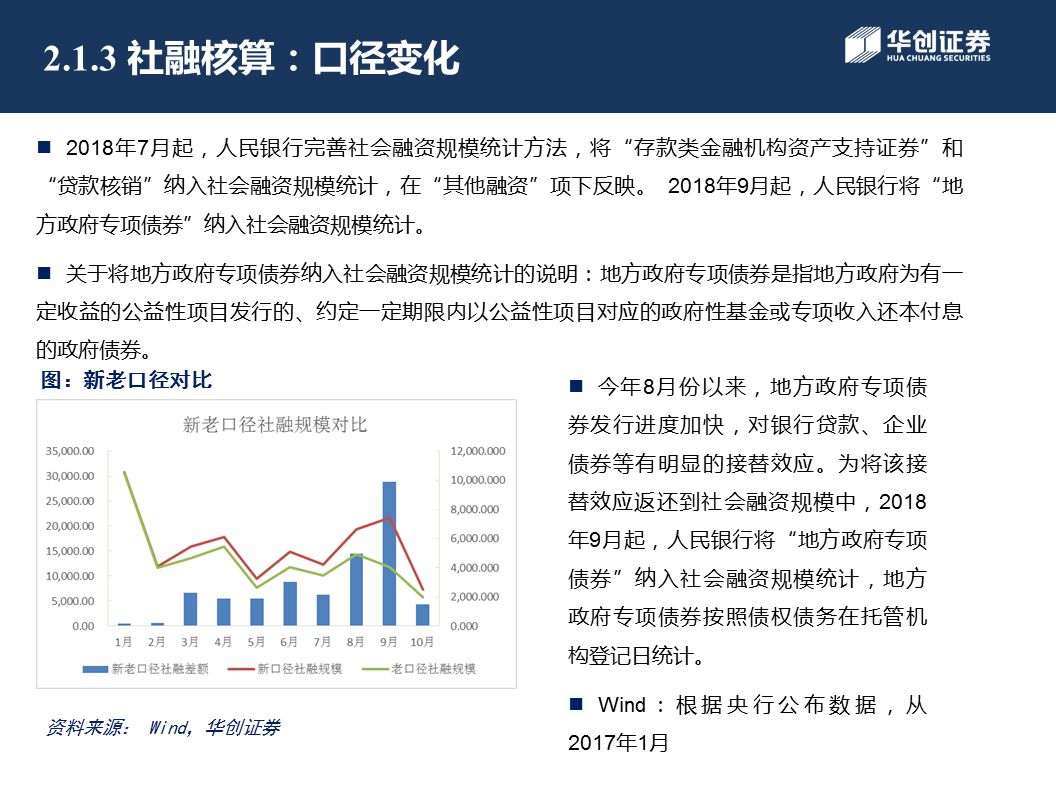 2.1.3 社融核算：口径变化
华创证券
HUA CHUANG SECURITIES
■ 2018年7月起，人民银行完善社会融资规模统计方法，将“存款类金融机构资产支持证券”和
“贷款核销”纳入社会融资规模统计，在“其他融资”项下反映。 2018年9月起，人民银行将“地
方政府专项债券”纳入社会融资规模统计。
■ 关于将地方政府专项债券纳入社会融资规模统计的说明：地方政府专项债券是指地方政府为有一
定收益的公益性项目发行的、约定一定期限内以公益性项目对应的政府性基金或专项收入还本付息
的政府债券。
图：新老口径对比
新老口径社融规模对比
35,000.00
30,000.00
25,000.00
20,000.00
15,000.00
10,000.00
5,000.00
0.00
12,000.000
10,000.000
8,000.000
6,000.000
4,000.000
2,000.000
0.000
1月 2月 3月 4月 5月 6月 7月 8月 9月 10月
新老口径社融差额 新口径社融规模 老口径社融规模
资料来源： Wind，华创证券
■ 今年8月份以来，地方政府专项债
券发行进度加快，对银行贷款、企业
债券等有明显的接替效应。为将该接
替效应返还到社会融资规模中，2018
年9月起，人民银行将“地方政府专项
债券”纳入社会融资规模统计，地方
政府专项债券按照债权债务在托管机
构登记日统计。
■ Wind：根据央行公布数据，从
2017年1月